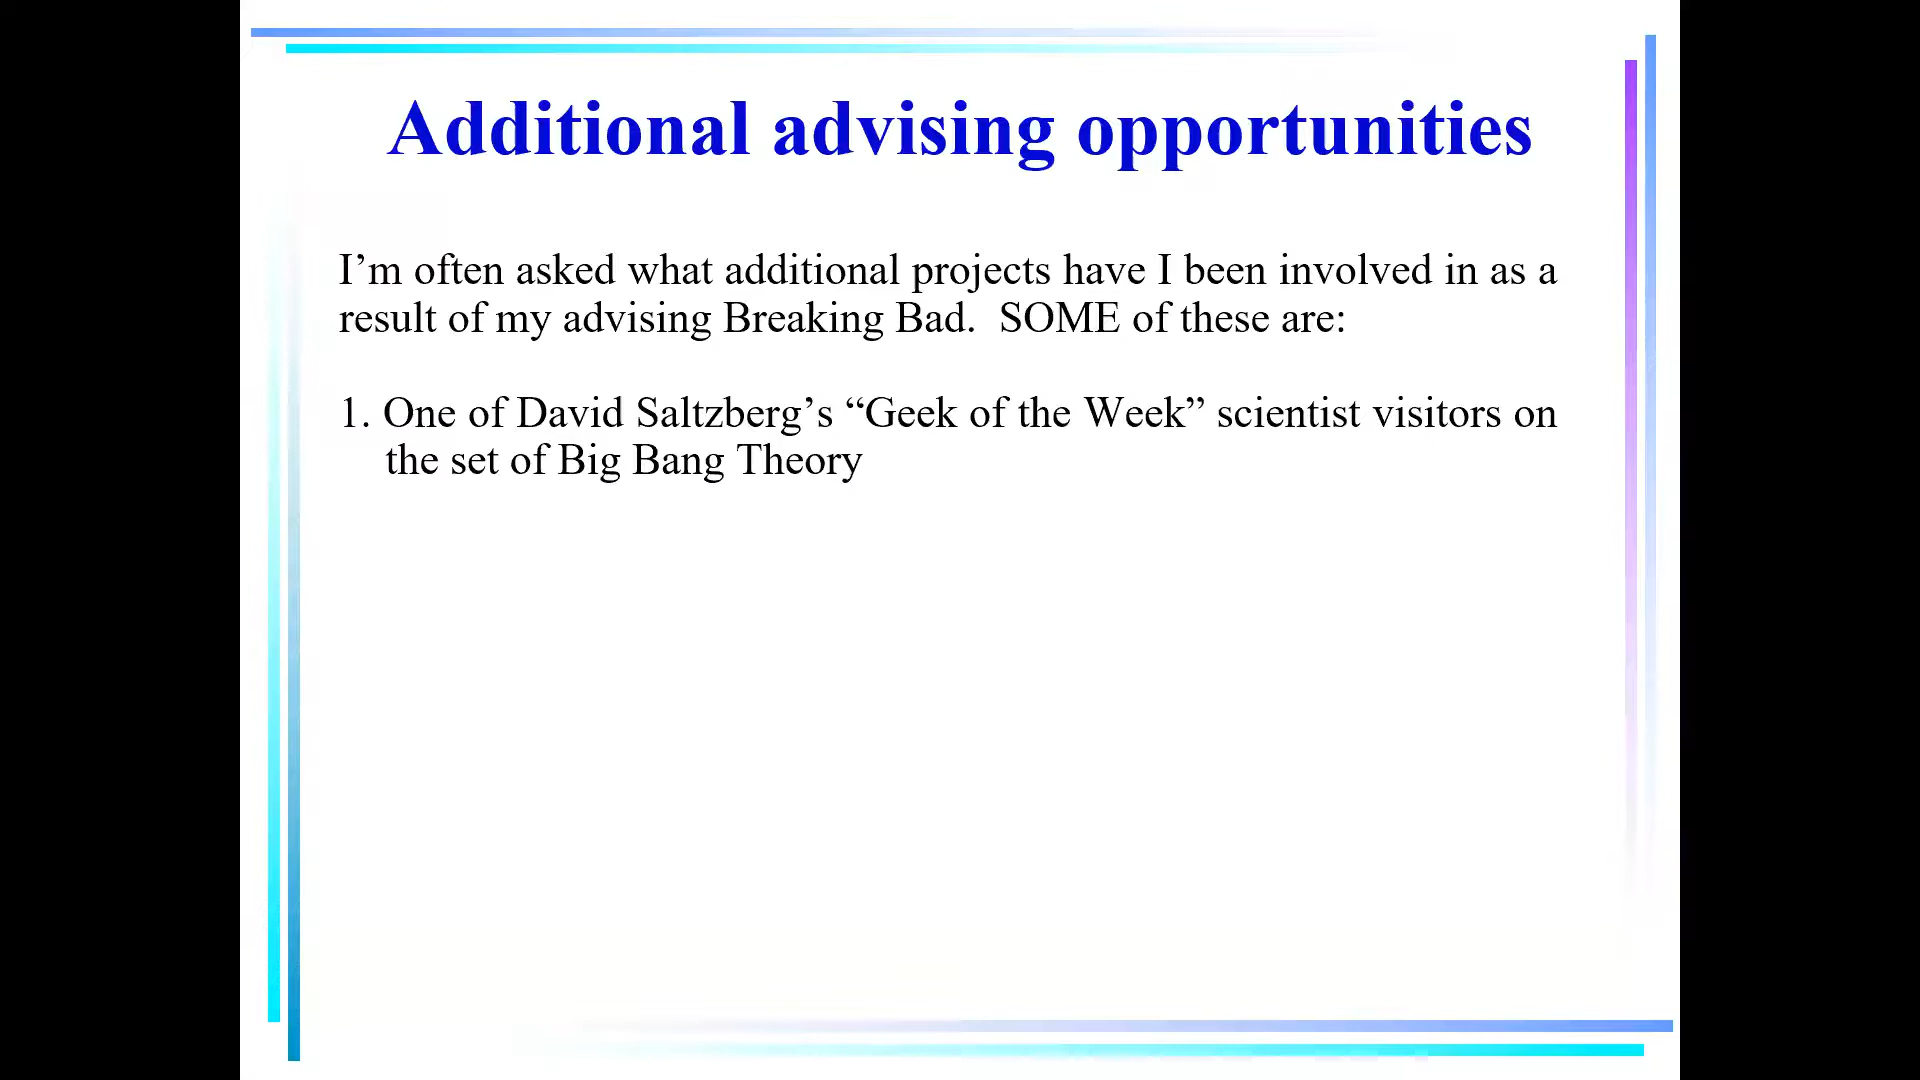 Additional advising opportunities
I’m often asked what additional projects have I been involved in as a
result of my advising Breaking Bad.  SOME of these are:
1. One of David Saltzberg’s “Geek of the Week” scientist visitors on
the set of Big Bang Theory